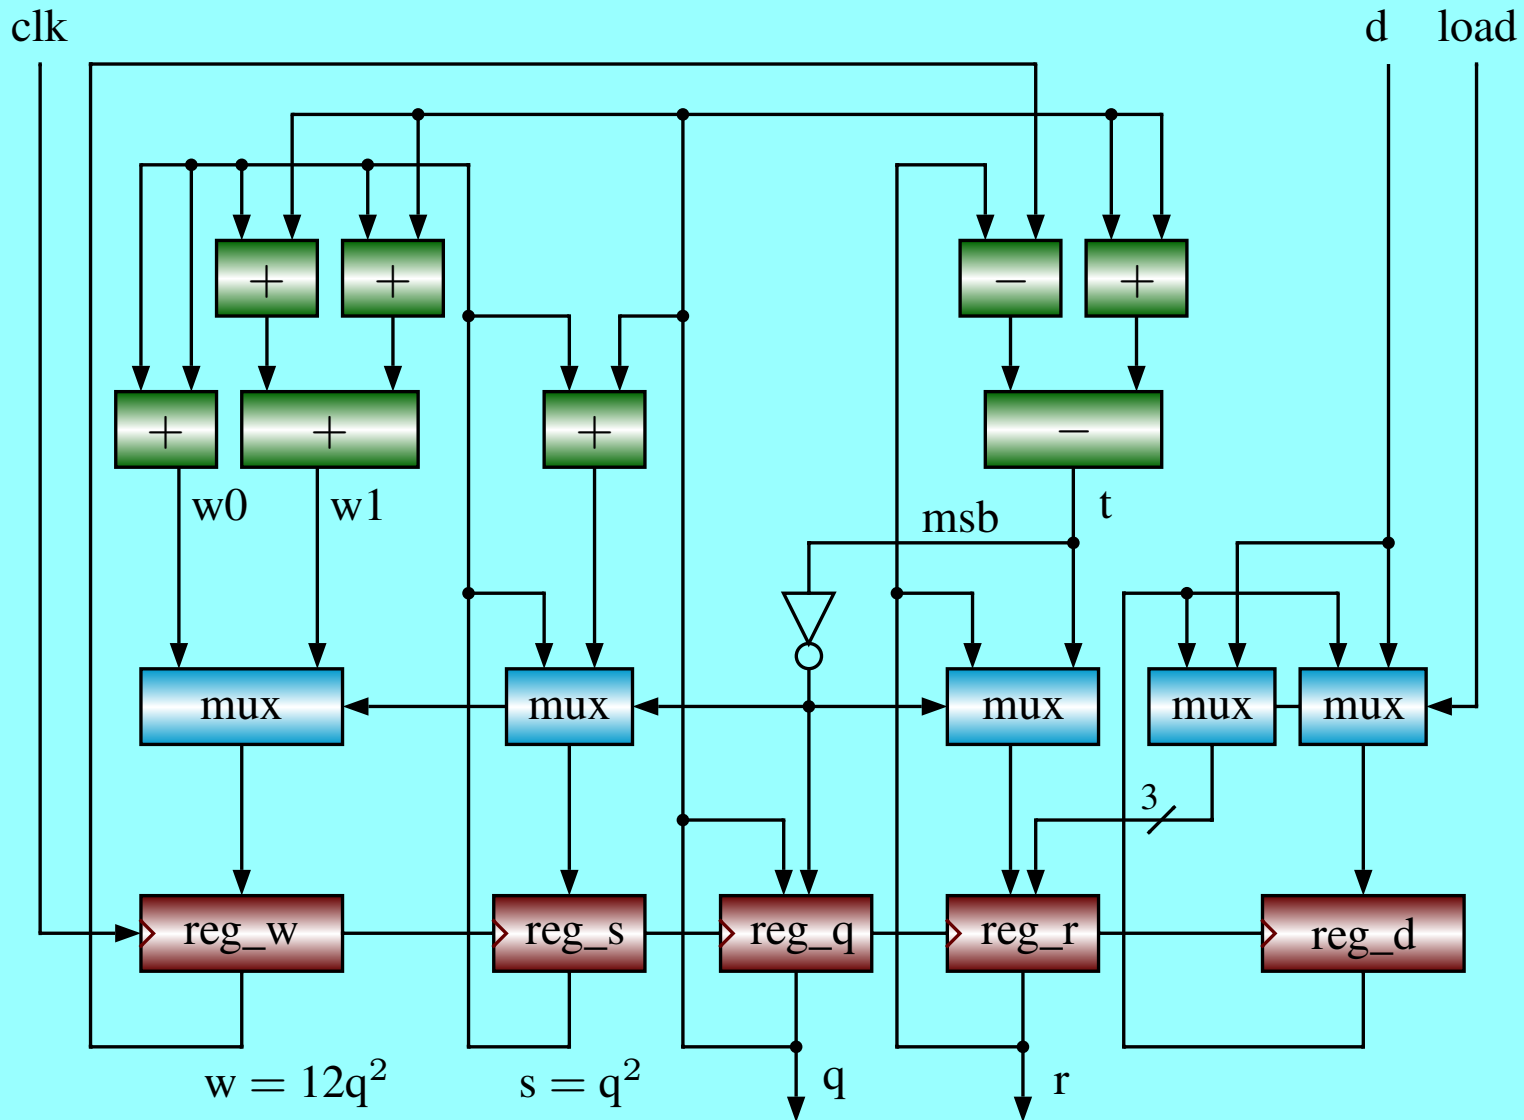 clk d load
+ + − +
+ + + −
w0 w1 msb t
mux mux mux mux mux
3
reg_w reg_s reg_q reg_r reg_d
w = 12q² s = q² q r